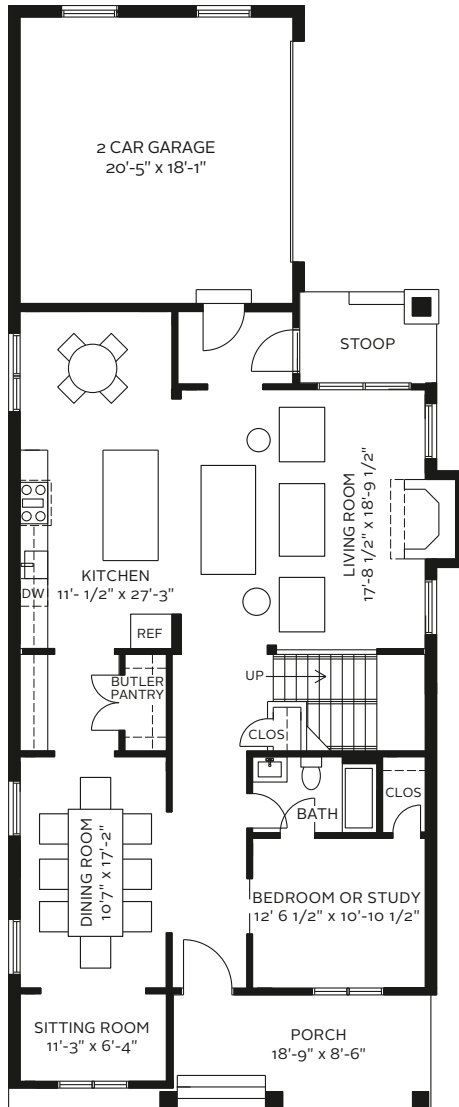 2 CAR GARAGE
20'-5" x 18'-1"
STOOP
LIVING ROOM
17'-8 1/2" x 18'-9 1/2"
KITCHEN
11'- 1/2" x 27'-3"
DW
REF
BUTLER
PANTRY
UP
CLOS
BATH
CLOS
DINING ROOM
10'7" x 17'-2"
BEDROOM OR STUDY
12' 6 1/2" x 10'-10 1/2"
SITTING ROOM
11'-3" x 6'-4"
PORCH
18'-9" x 8'-6"